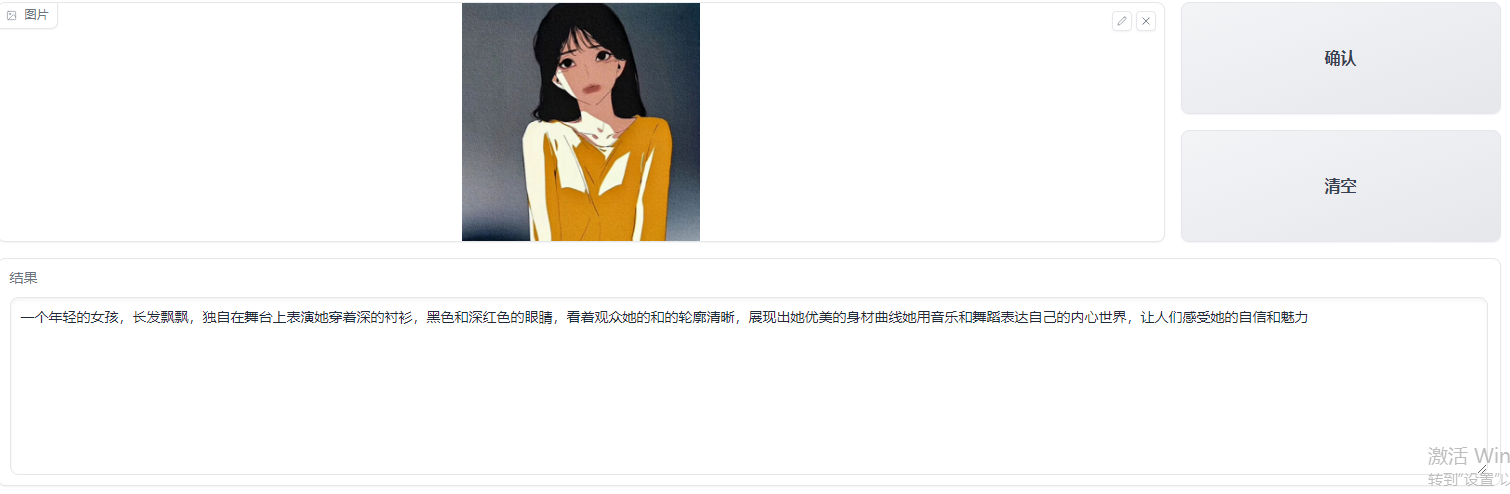 图片
确认
清空
结果
一个年轻的女孩，长发飘飘，独自在舞台上表演她穿着深的衬衫，黑色和深红色的眼睛，看着观众她的和的轮廓清晰，展现出她优美的身材曲线她用音乐和舞蹈表达自己的内心世界，让人们感受她的自信和魅力
激活 Win
转到"设置"以